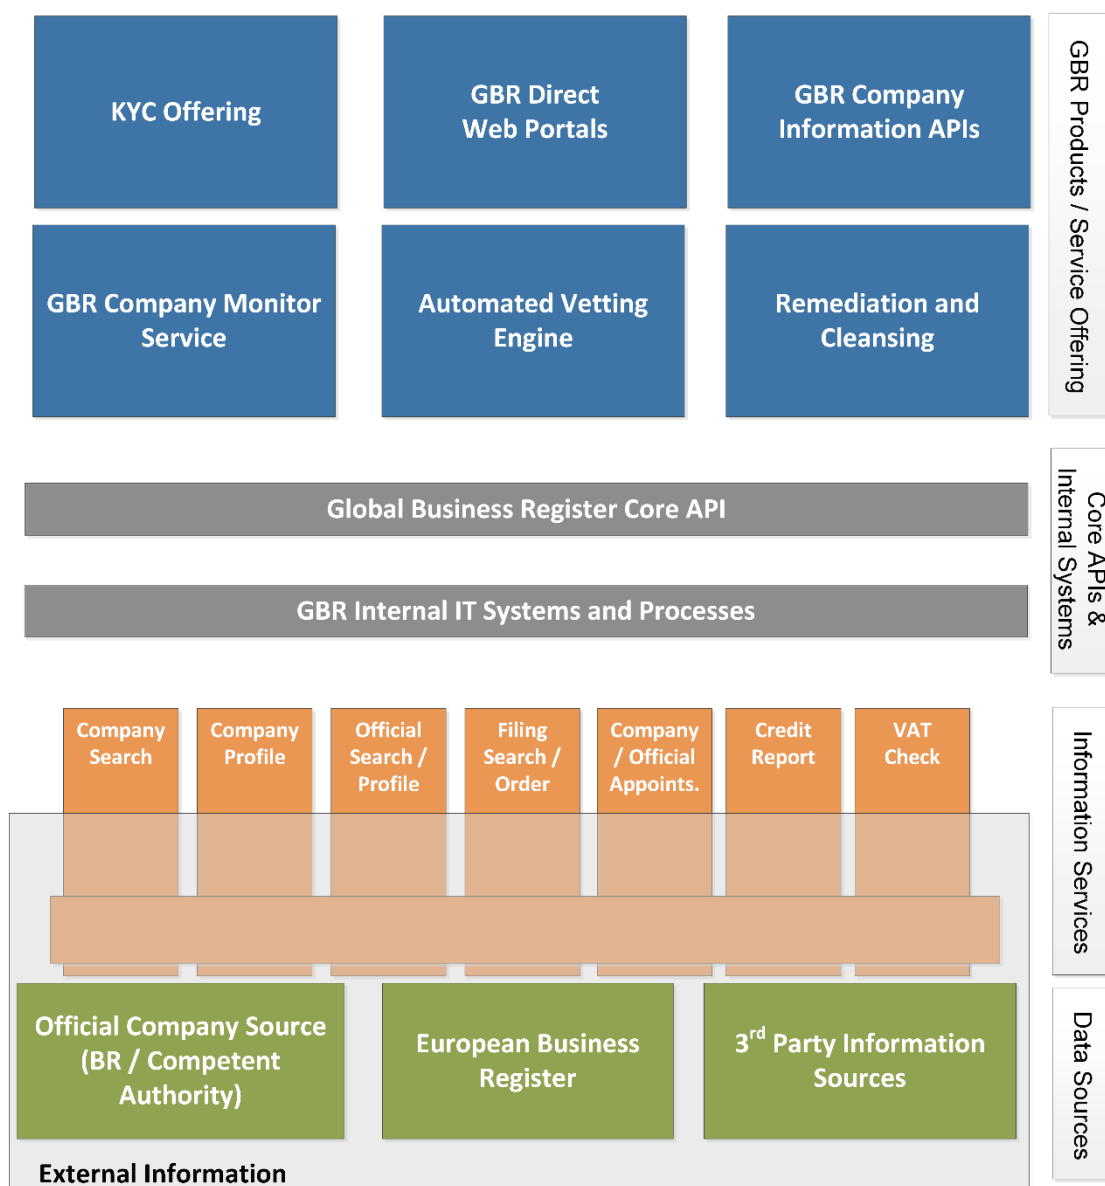 KYC Offering
GBR Direct
Web Portals
GBR Company
Information APIs
GBR Products / Service Offering
GBR Company Monitor
Service
Automated Vetting
Engine
Remediation and
Cleansing
Global Business Register Core API
GBR Internal IT Systems and Processes
Core APIs &
Internal Systems
Company
Search
Company
Profile
Official
Search /
Profile
Filing
Search /
Order
Company
/ Official
Appoints.
Credit
Report
VAT
Check
Information Services
Official Company Source
(BR / Competent
Authority)
European Business
Register
3rd Party Information
Sources
Data Sources
External Information